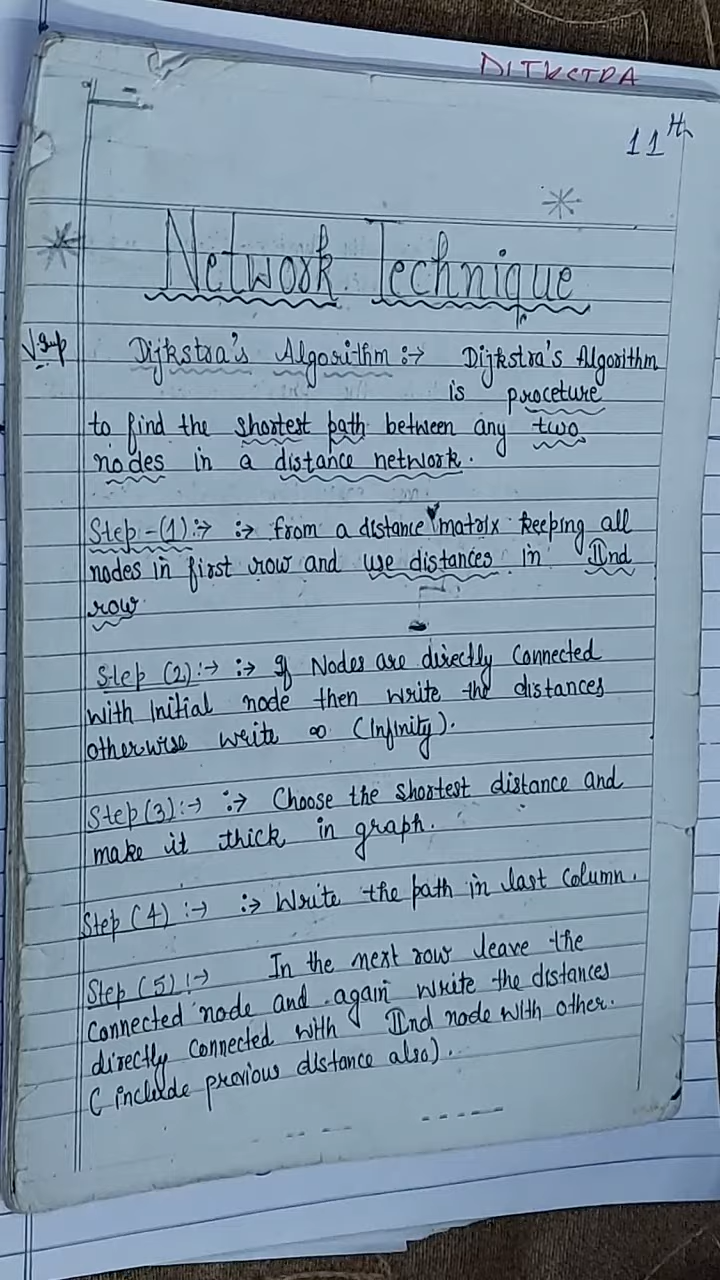 DIJKSTRA
11th
Network Technique
V.Imp Dijkstra's Algorithm :→ Dijkstra's Algorithm
is proceture
to find the shortest path between any two
nodes in a distance network.
Step-(1):→ :→ from a distance matrix keeping all
nodes in first row and use distances in IInd
row
Step (2):→ :→ If Nodes are directly Connected
with Initial node then write the distances
otherwise write ∞ (Infinity).
Step(3):→ :→ Choose the shortest distance and
make it thick in graph.
Step (4) :→ :→ Write the path in last column.
Step (5):→ In the next row leave the
Connected node and again write the distances
directly connected with IInd node with other.
( include previous distance also).